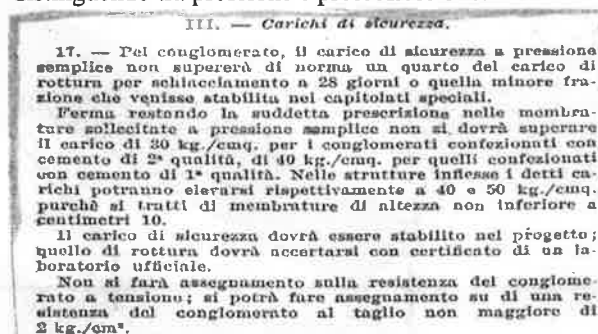 III. — Carichi di sicurezza.
17. — Pel conglomerato, il carico di sicurezza a pressione
semplice non supererà di norma un quarto del carico di
rottura per schiacciamento a 28 giorni o quella minore fra-
zione che venisse stabilita nei capitolati speciali.
Ferma restando la suddetta prescrizione nelle membra-
ture sollecitate a pressione semplice non si dovrà superare
il carico di 30 kg./cmq. per i conglomerati confezionati con
cemento di 2ª qualità, di 40 kg./cmq. per quelli confezionati
con cemento di 1ª qualità. Nelle strutture inflesse i detti ca-
richi potranno elevarsi rispettivamente a 40 e 50 kg./cmq.
purchè si tratti di membrature di altezza non inferiore a
centimetri 10.
Il carico di sicurezza dovrà essere stabilito nel progetto;
quello di rottura dovrà accertarsi con certificato di un la-
boratorio ufficiale.
Non si farà assegnamento sulla resistenza del conglome-
rato a tensione; si potrà fare assegnamento su di una re-
sistenza del conglomerato al taglio non maggiore di
2 kg./cm².